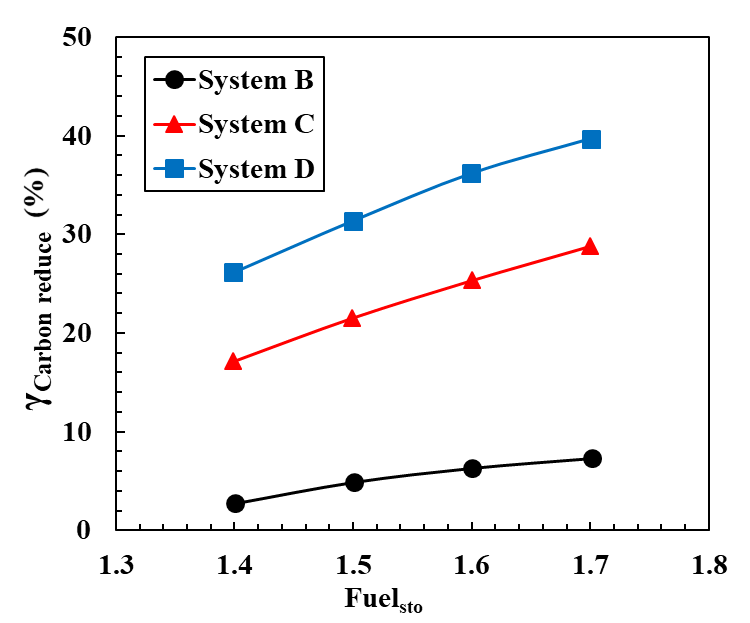 50
40
30
20
10
0
1.3 1.4 1.5 1.6 1.7 1.8
γCarbon reduce (%)
System B
System C
System D
Fuelsto